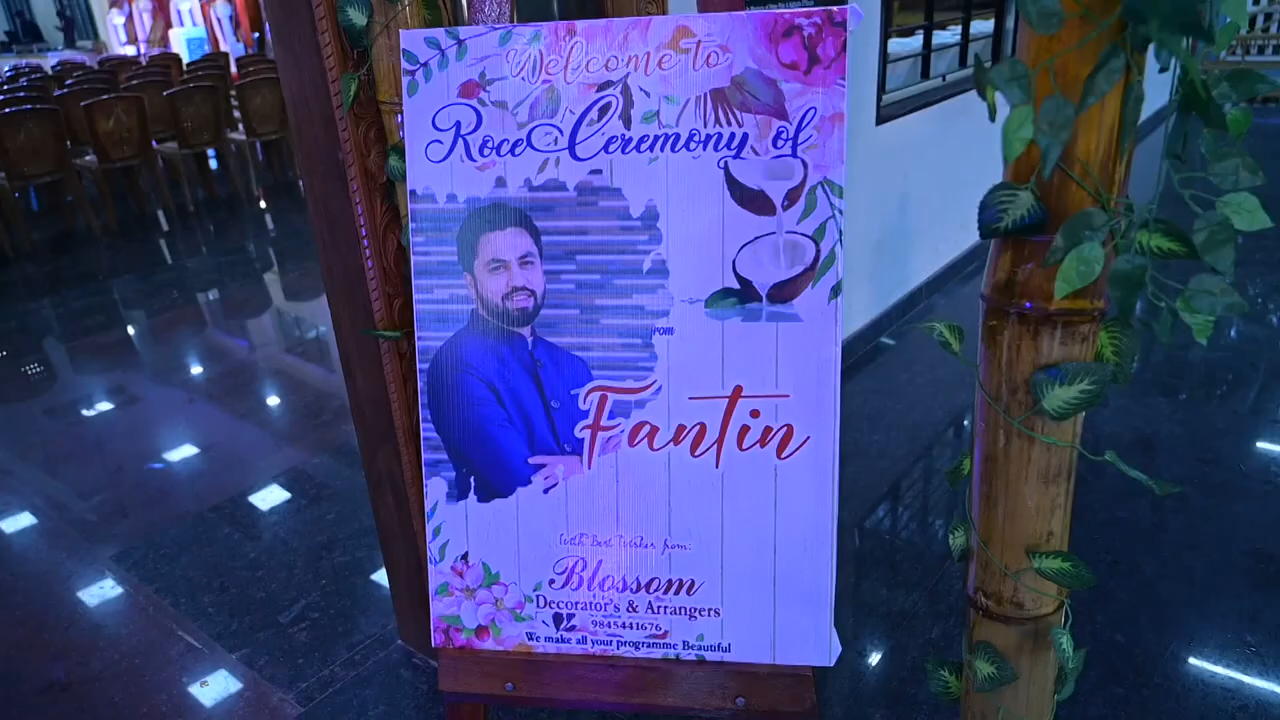 Welcome to
Roce Ceremony of
from
Fantin
With Best Wishes from:
Blossom
Decorator's & Arrangers
9845441676
We make all your programme Beautiful